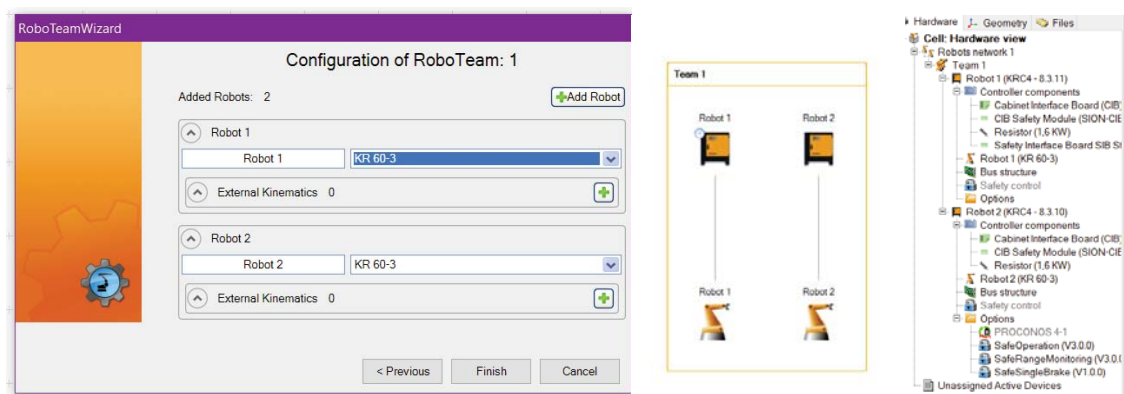 RoboTeamWizard
Configuration of RoboTeam: 1
Added Robots: 2
Add Robot
Robot 1
Robot 1 KR 60-3
External Kinematics 0
Robot 2
Robot 2 KR 60-3
External Kinematics 0
< Previous Finish Cancel
Team 1
Robot 1 Robot 2
Robot 1 Robot 2
Hardware Geometry Files
Cell: Hardware view
Robots network 1
Team 1
Robot 1 (KRC4 - 8.3.11)
Controller components
Cabinet Interface Board (CIB)
CIB Safety Module (SION-CIB
Resistor (1,6 KW)
Safety Interface Board SIB
Robot 1 (KR 60-3)
Bus structure
Safety control
Options
Robot 2 (KRC4 - 8.3.10)
Controller components
Cabinet Interface Board (CIB)
CIB Safety Module (SION-CIB
Resistor (1,6 KW)
Robot 2 (KR 60-3)
Bus structure
Safety control
Options
PROCONOS 4-1
SafeOperation (V3.0.0)
SafeRangeMonitoring (V3.0.
SafeSingleBrake (V1.0.0)
Unassigned Active Devices